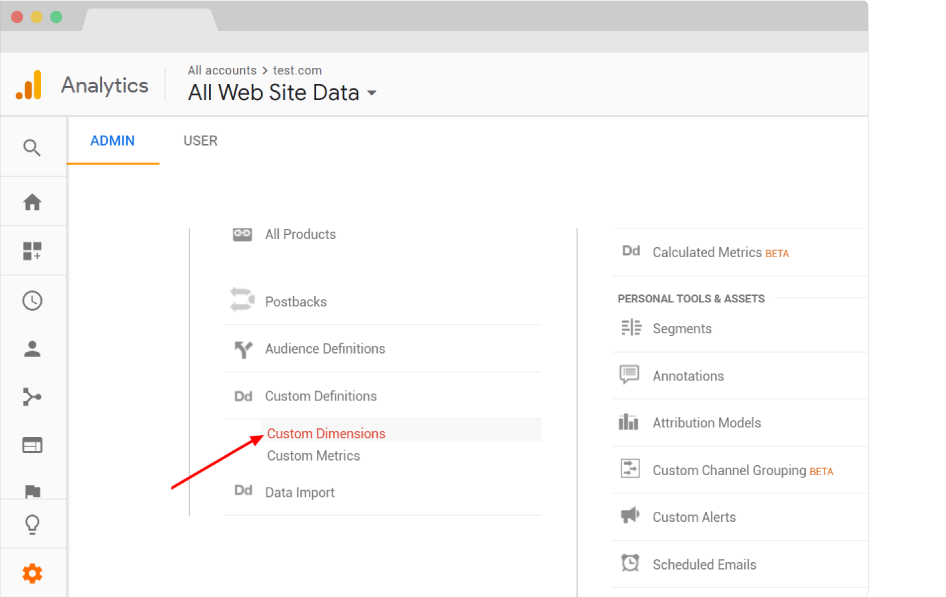 Analytics
All accounts > test.com
All Web Site Data
ADMIN
USER
All Products
Postbacks
Audience Definitions
Dd Custom Definitions
Custom Dimensions
Custom Metrics
Dd Data Import
Dd Calculated Metrics BETA
PERSONAL TOOLS & ASSETS
Segments
Annotations
Attribution Models
Custom Channel Grouping BETA
Custom Alerts
Scheduled Emails